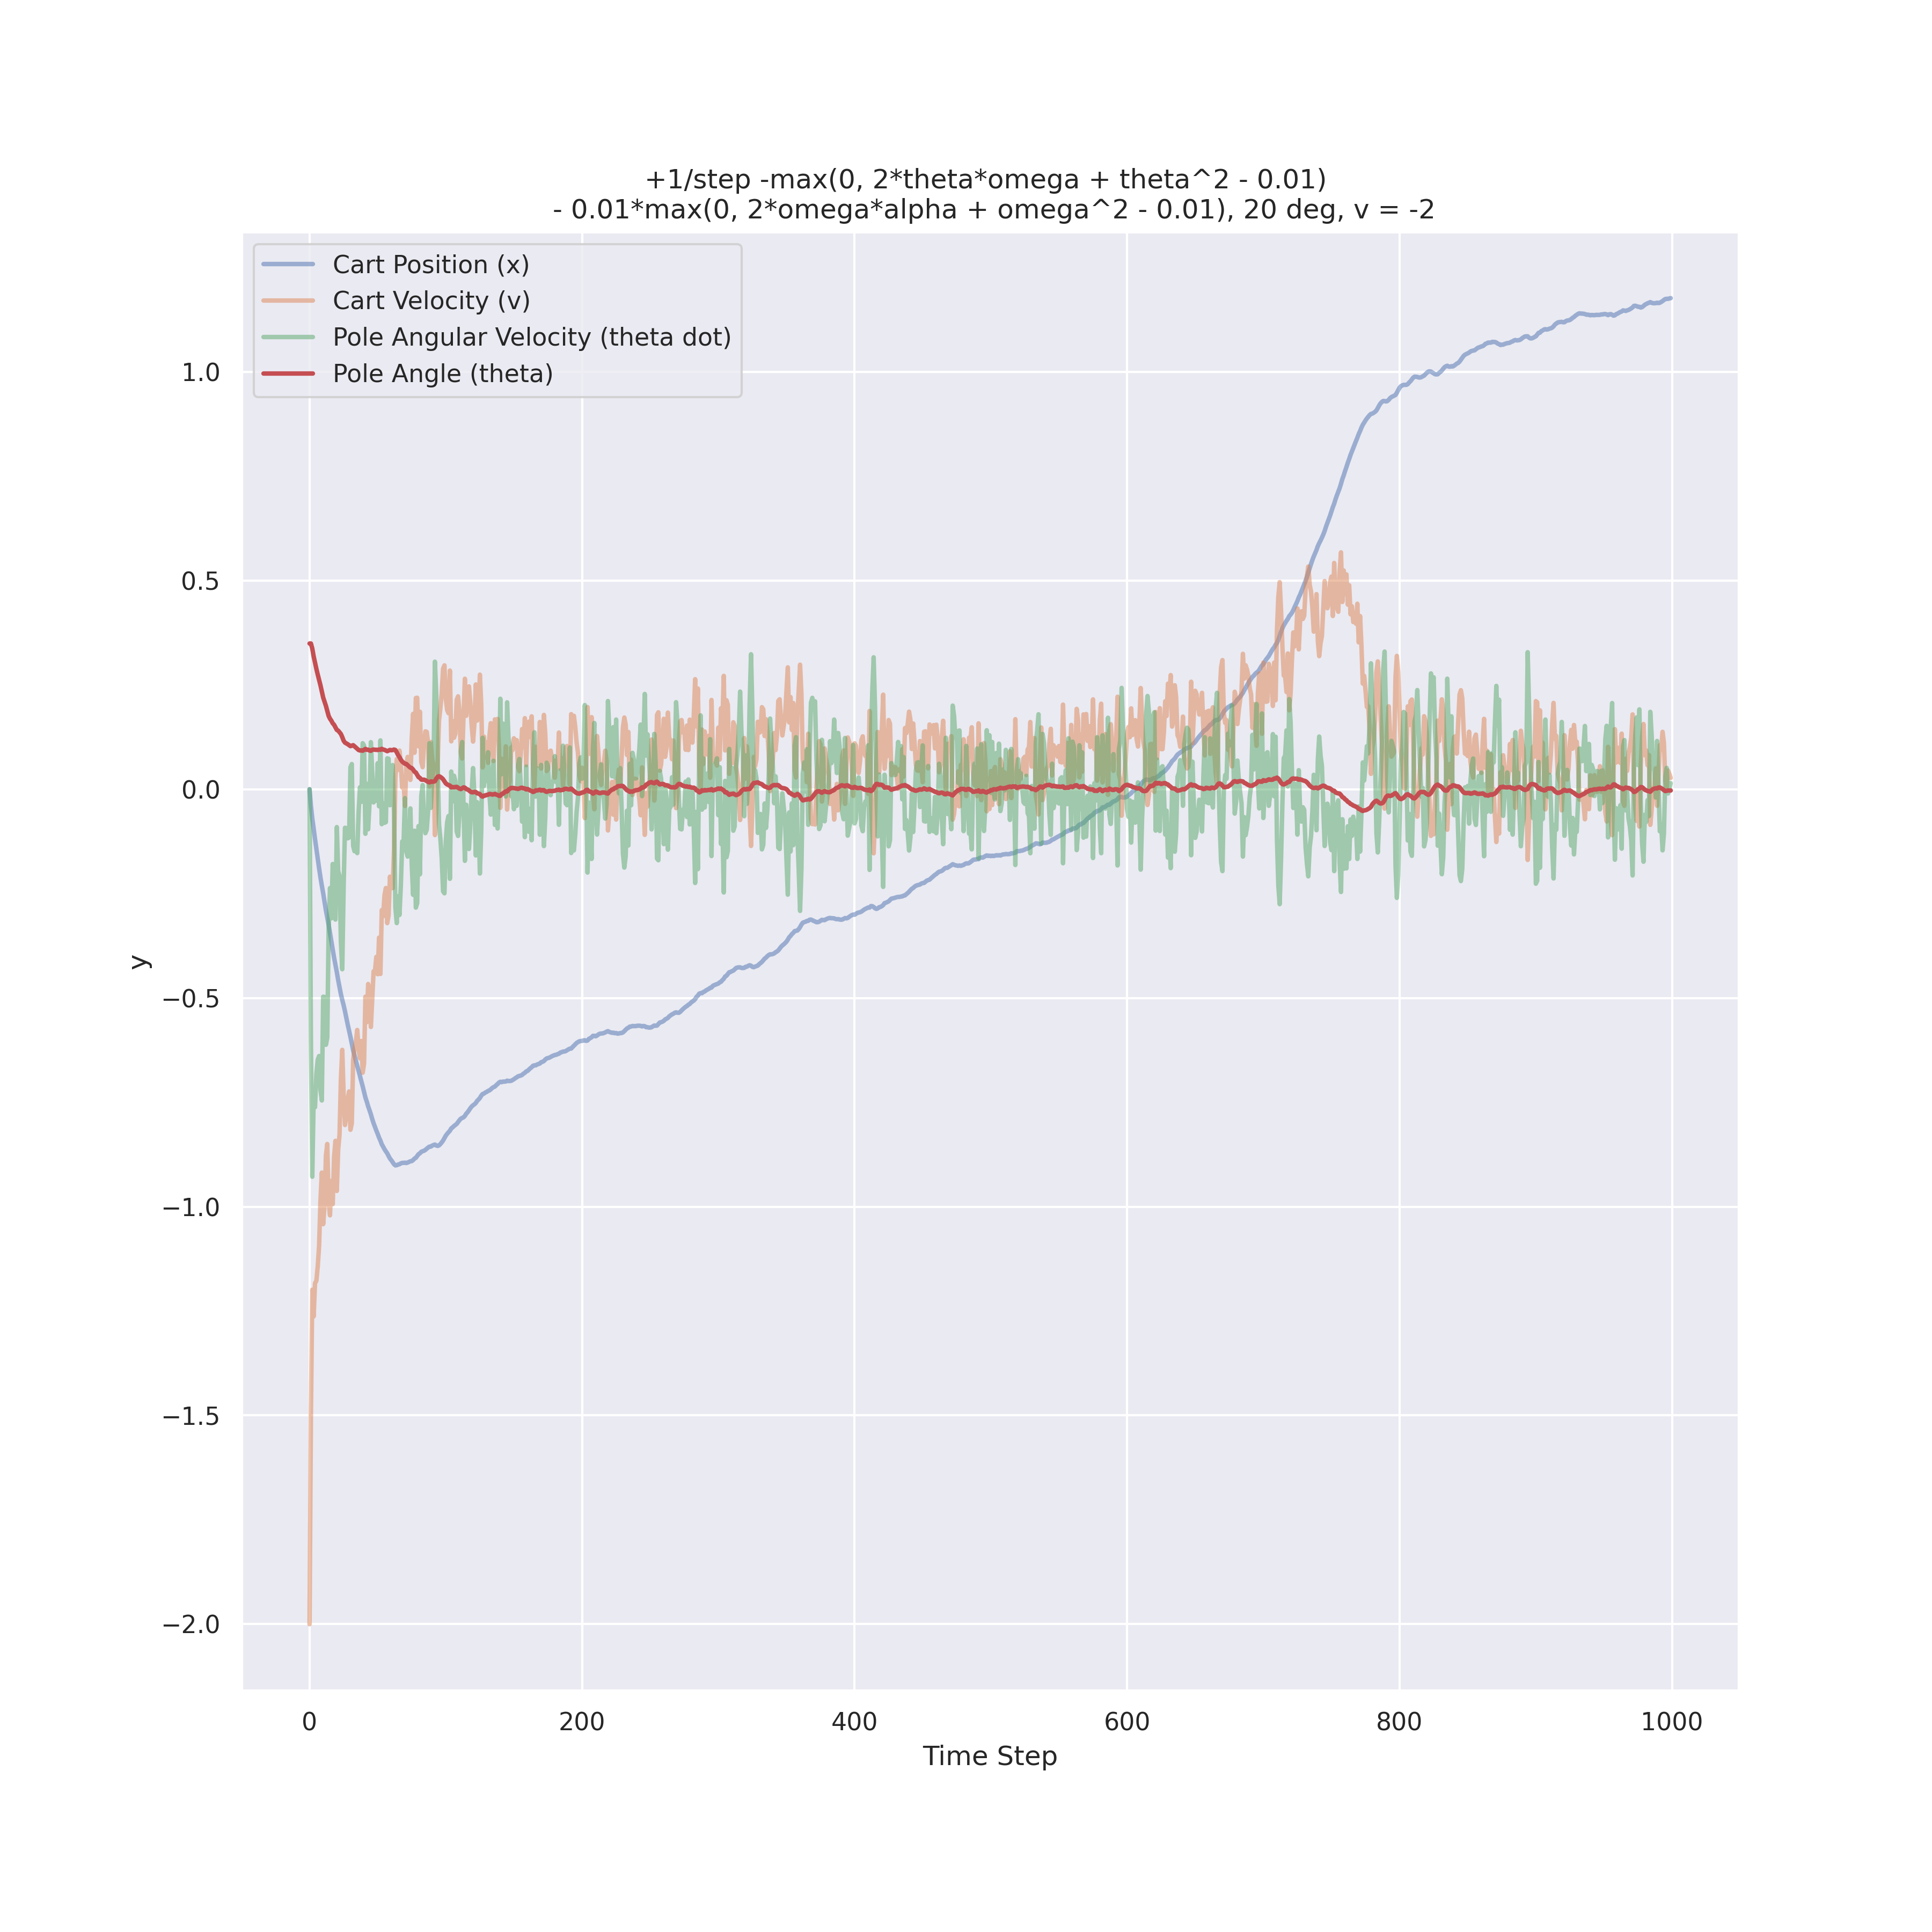 +1/step -max(0, 2*theta*omega + theta^2 - 0.01)
- 0.01*max(0, 2*omega*alpha + omega^2 - 0.01), 20 deg, v = -2
Cart Position (x)
Cart Velocity (v)
Pole Angular Velocity (theta dot)
Pole Angle (theta)
1.0
0.5
0.0
−0.5
−1.0
−1.5
−2.0
y
0 200 400 600 800 1000
Time Step